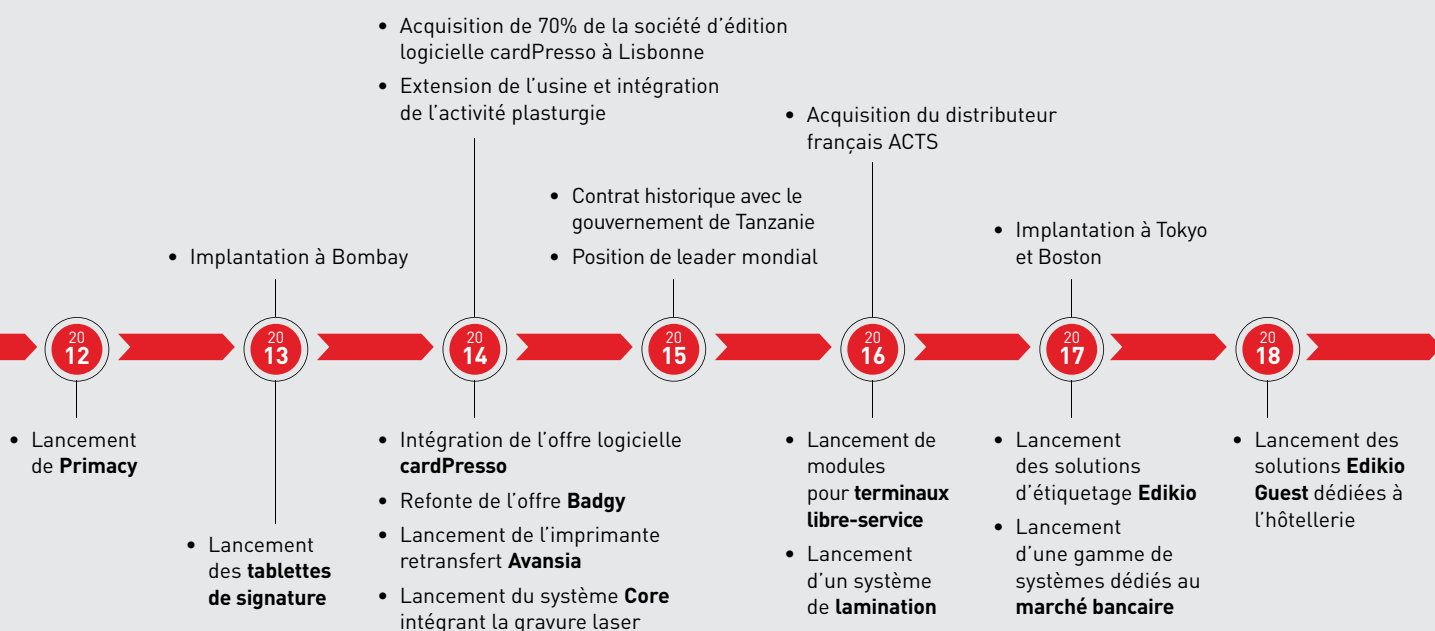 • Acquisition de 70% de la société d’édition
logicielle cardPresso à Lisbonne
• Extension de l’usine et intégration
de l’activité plasturgie
• Acquisition du distributeur
français ACTS
• Contrat historique avec le
gouvernement de Tanzanie
• Position de leader mondial
• Implantation à Tokyo
et Boston
• Implantation à Bombay
20
12
20
13
20
14
20
15
20
16
20
17
20
18
• Lancement
de Primacy
• Lancement
des tablettes
de signature
• Intégration de l’offre logicielle
cardPresso
• Refonte de l’offre Badgy
• Lancement de l’imprimante
retransfert Avansia
• Lancement du système Core
intégrant la gravure laser
• Lancement de
modules
pour terminaux
libre-service
• Lancement
d’un système
de lamination
• Lancement
des solutions
d’étiquetage Edikio
• Lancement
d’une gamme de
systèmes dédiés au
marché bancaire
• Lancement des
solutions Edikio
Guest dédiées à
l’hôtellerie